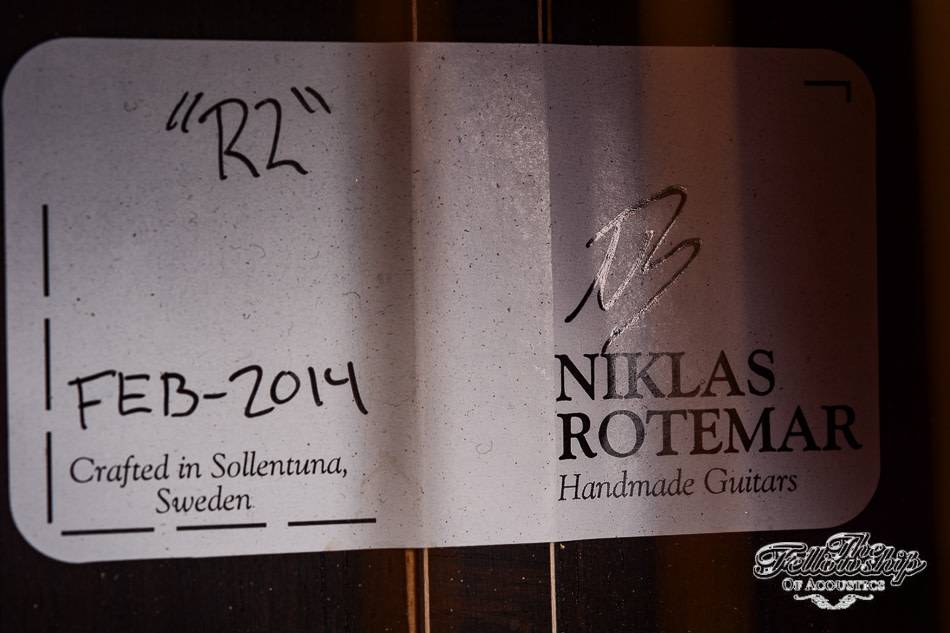 "R2"
FEB-2014
Crafted in Sollentuna,
Sweden
NIKLAS
ROTEMAR
Handmade Guitars
The
Fellowship
OF ACOUSTICS